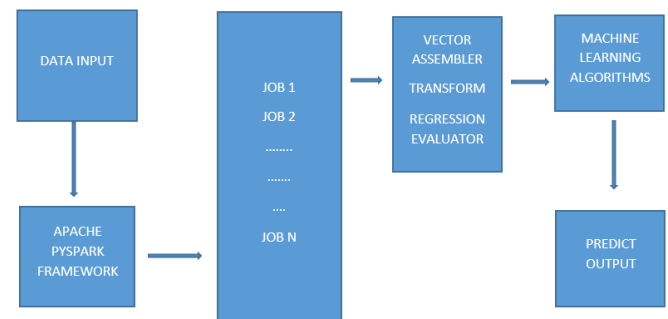 DATA INPUT
APACHE
PYSPARK
FRAMEWORK
JOB 1
JOB 2
........
.......
....
JOB N
VECTOR
ASSEMBLER
TRANSFORM
REGRESSION
EVALUATOR
MACHINE
LEARNING
ALGORITHMS
PREDICT
OUTPUT